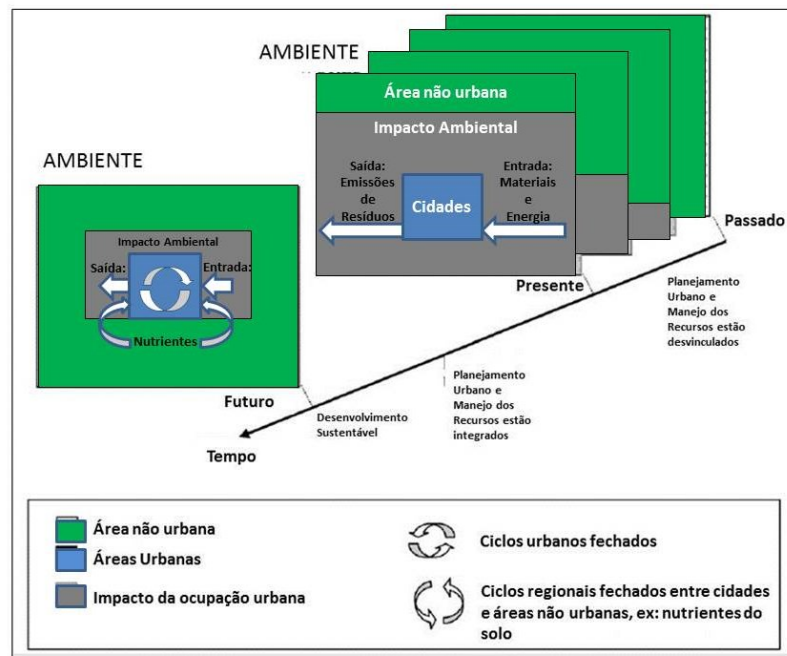 AMBIENTE
Área não urbana
Impacto Ambiental
Saída:
Emissões
de
Resíduos
Cidades
Entrada:
Materiais
e
Energia
Passado
Presente
Planejamento
Urbano e
Manejo dos
Recursos estão
desvinculados
AMBIENTE
Impacto Ambiental
Saída:
Entrada:
Nutrientes
Futuro
Planejamento
Urbano e
Manejo dos
Recursos estão
integrados
Desenvolvimento
Sustentável
Tempo
Área não urbana
Áreas Urbanas
Impacto da ocupação urbana
Ciclos urbanos fechados
Ciclos regionais fechados entre cidades
e áreas não urbanas, ex: nutrientes do
solo